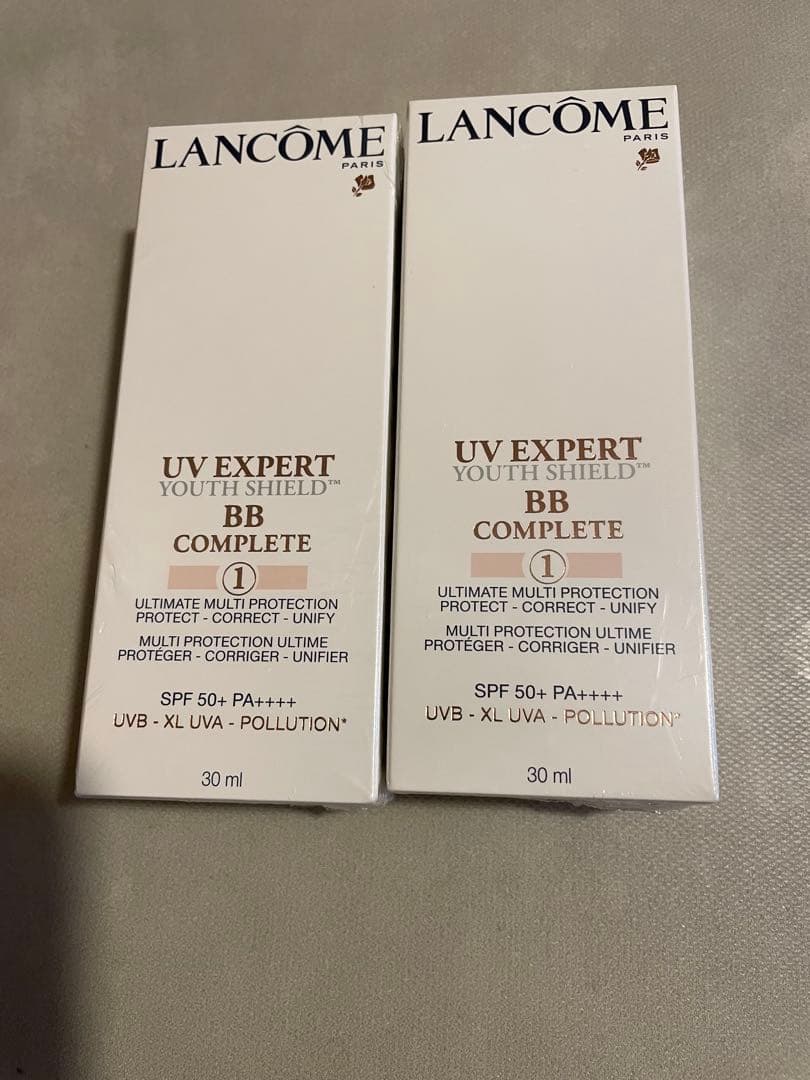 LANCÔME
PARIS
UV EXPERT
YOUTH SHIELD™
BB
COMPLETE
1
ULTIMATE MULTI PROTECTION
PROTECT - CORRECT - UNIFY
MULTI PROTECTION ULTIME
PROTÉGER - CORRIGER - UNIFIER
SPF 50+ PA++++
UVB - XL UVA - POLLUTION*
30 ml
LANCÔME
PARIS
UV EXPERT
YOUTH SHIELD™
BB
COMPLETE
1
ULTIMATE MULTI PROTECTION
PROTECT - CORRECT - UNIFY
MULTI PROTECTION ULTIME
PROTÉGER - CORRIGER - UNIFIER
SPF 50+ PA++++
UVB - XL UVA - POLLUTION*
30 ml